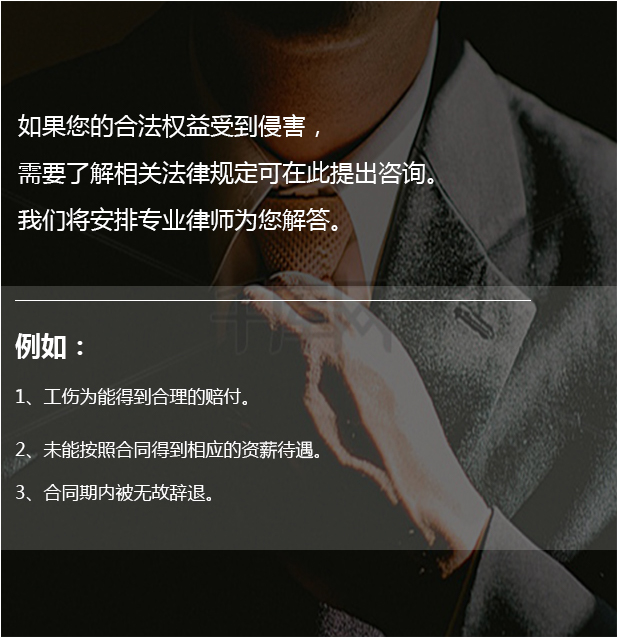 如果您的合法权益受到侵害，
需要了解相关法律规定可在此提出咨询。
我们将安排专业律师为您解答。
例如：
1、工伤为能得到合理的赔付。
2、未能按照合同得到相应的资薪待遇。
3、合同期内被无故辞退。